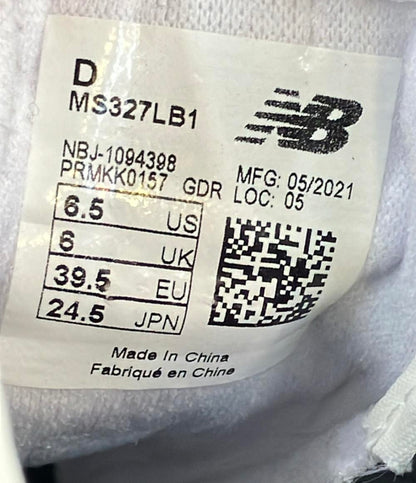 D
MS327LB1
NB
NBJ-1094398
PRMKK0157 GDR
MFG: 05/2021
LOC: 05
6.5 US
6 UK
39.5 EU
24.5 JPN
Made In China
Fabriqué en Chine